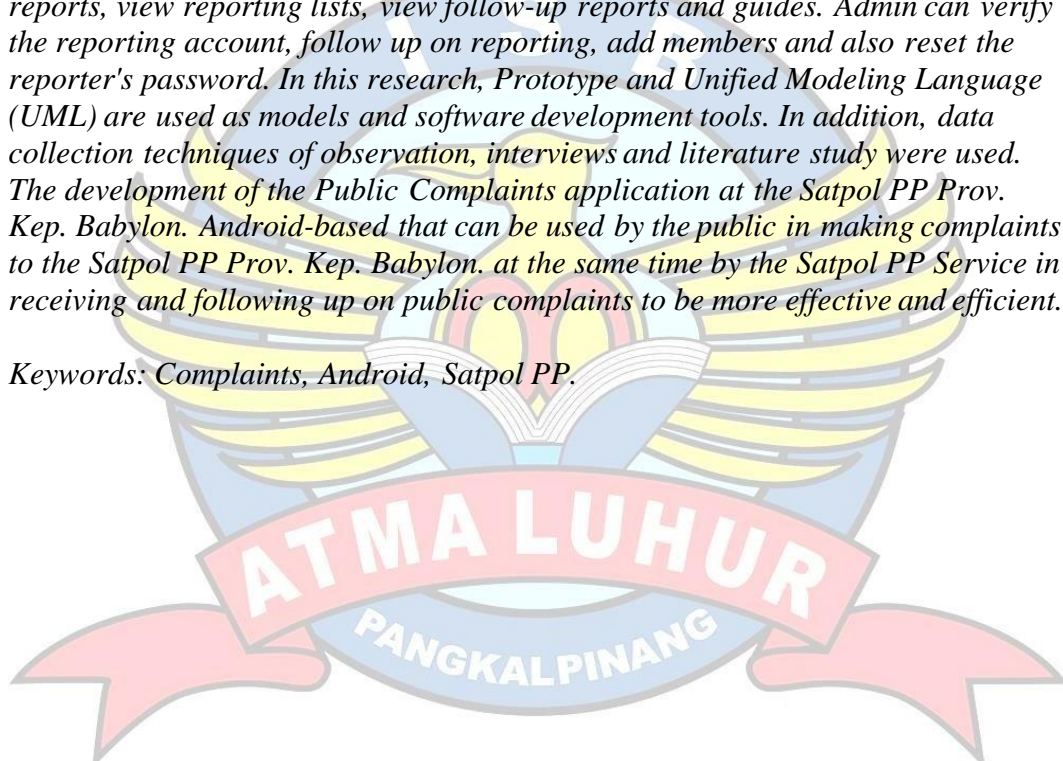 reports, view reporting lists, view follow-up reports and guides. Admin can verify
the reporting account, follow up on reporting, add members and also reset the
reporter's password. In this research, Prototype and Unified Modeling Language
(UML) are used as models and software development tools. In addition, data
collection techniques of observation, interviews and literature study were used.
The development of the Public Complaints application at the Satpol PP Prov.
Kep. Babylon. Android-based that can be used by the public in making complaints
to the Satpol PP Prov. Kep. Babylon. at the same time by the Satpol PP Service in
receiving and following up on public complaints to be more effective and efficient.
Keywords: Complaints, Android, Satpol PP.
I S B
ATMA LUHUR
PANGKALPINANG